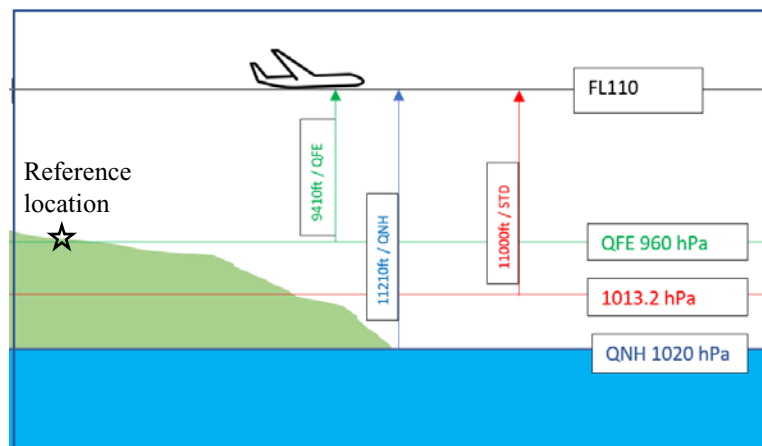 FL110
9410ft / QFE
11210ft / QNH
11000ft / STD
Reference
location
QFE 960 hPa
1013.2 hPa
QNH 1020 hPa